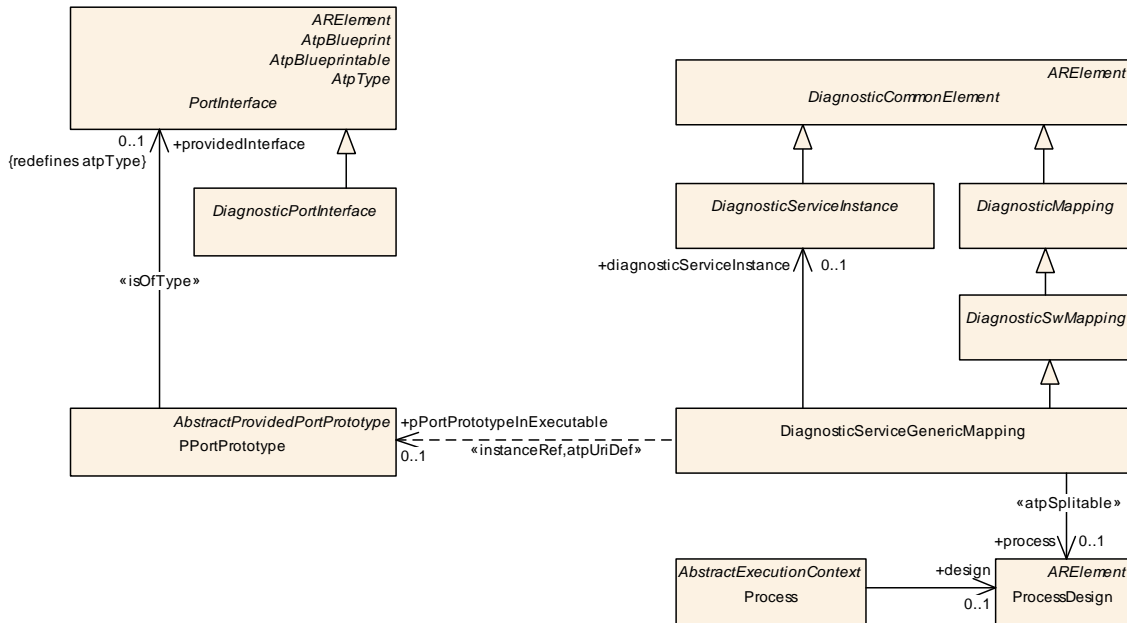 ARElement
AtpBlueprint
AtpBlueprintable
AtpType
PortInterface
ARElement
DiagnosticCommonElement
0..1
+providedInterface
{redefines atpType}
DiagnosticPortInterface
DiagnosticServiceInstance
DiagnosticMapping
+diagnosticServiceInstance
0..1
«isOfType»
DiagnosticSwMapping
AbstractProvidedPortPrototype
PPortPrototype
+pPortPrototypeInExecutable
0..1
«instanceRef,atpUriDef»
DiagnosticServiceGenericMapping
«atpSplitable»
+process
0..1
AbstractExecutionContext
Process
+design
0..1
ARElement
ProcessDesign